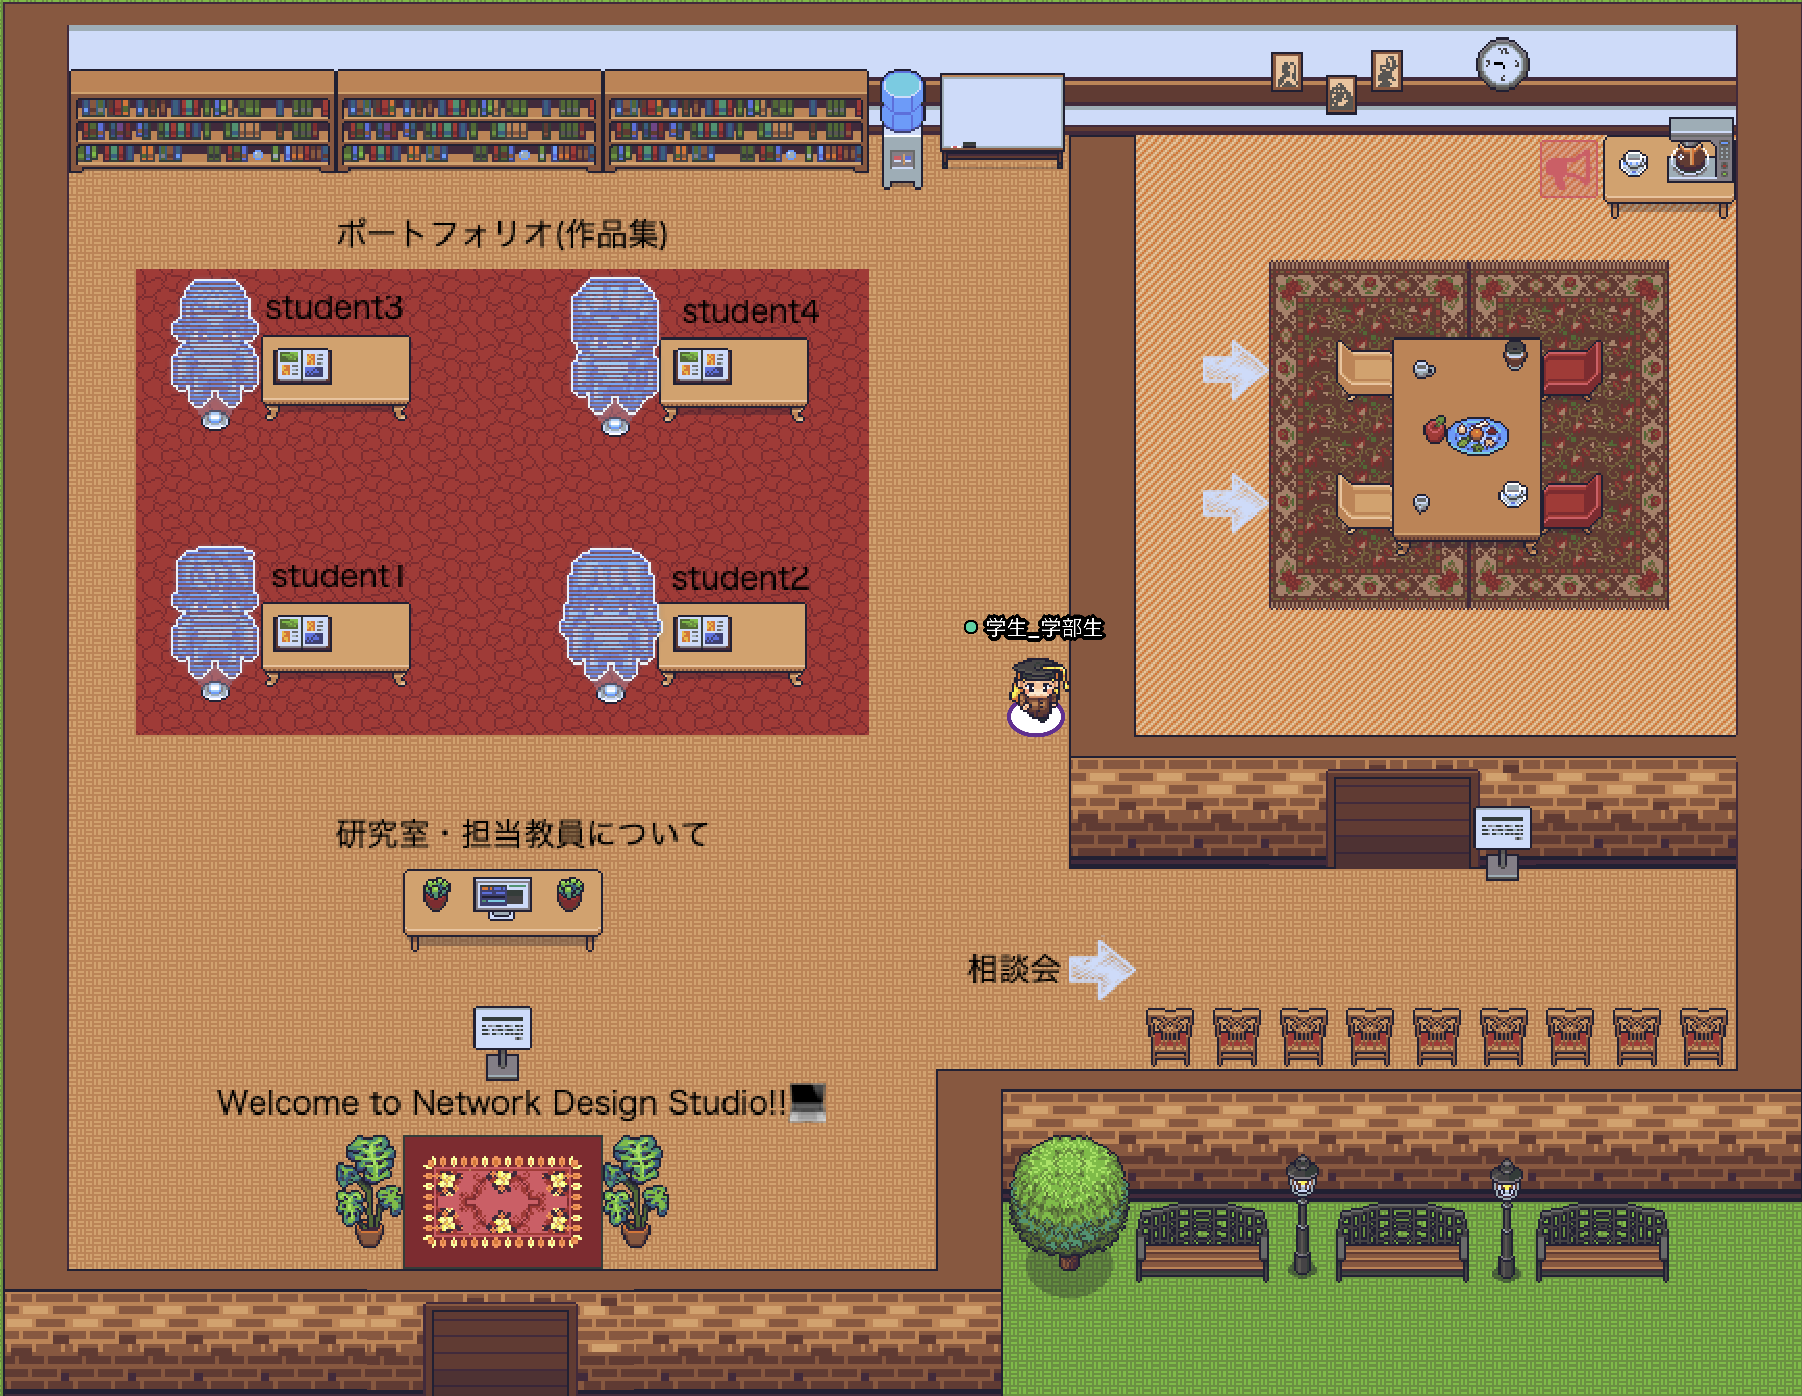 ポートフォリオ(作品集)
student3
student4
student1
student2
学生_学部生
研究室・担当教員について
相談会
Welcome to Network Design Studio!!